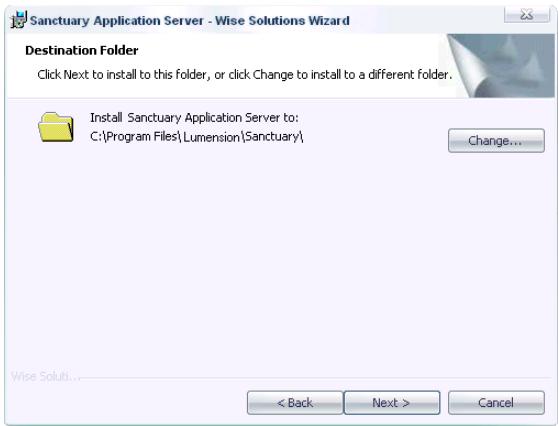 Sanctuary Application Server - Wise Solutions Wizard
Destination Folder
Click Next to install to this folder, or click Change to install to a different folder.
Install Sanctuary Application Server to:
C:\Program Files\Lumension\Sanctuary\
Change...
Wise Soluti...
< Back
Next >
Cancel